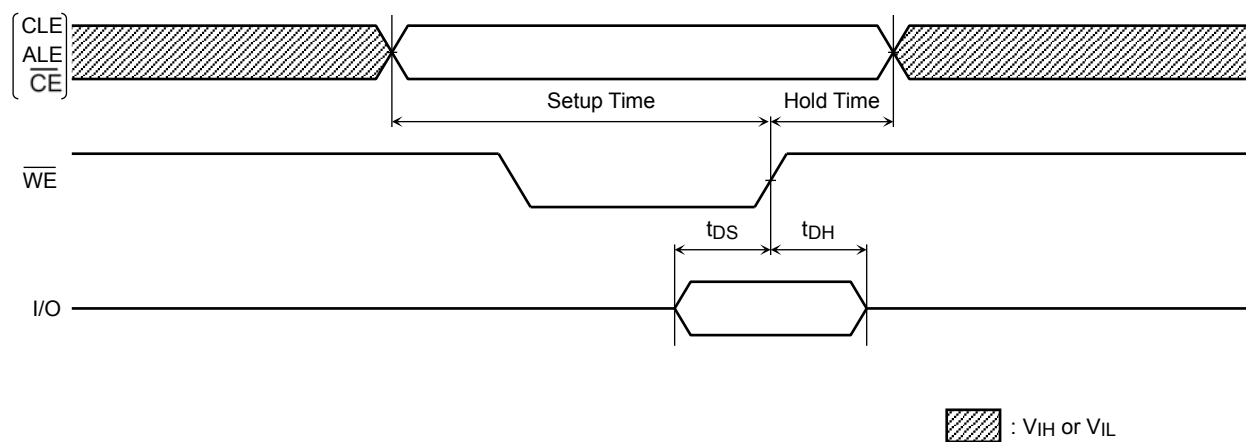 CLE
ALE
CE
Setup Time
Hold Time
WE
tDS
tDH
I/O
: VIH or VIL